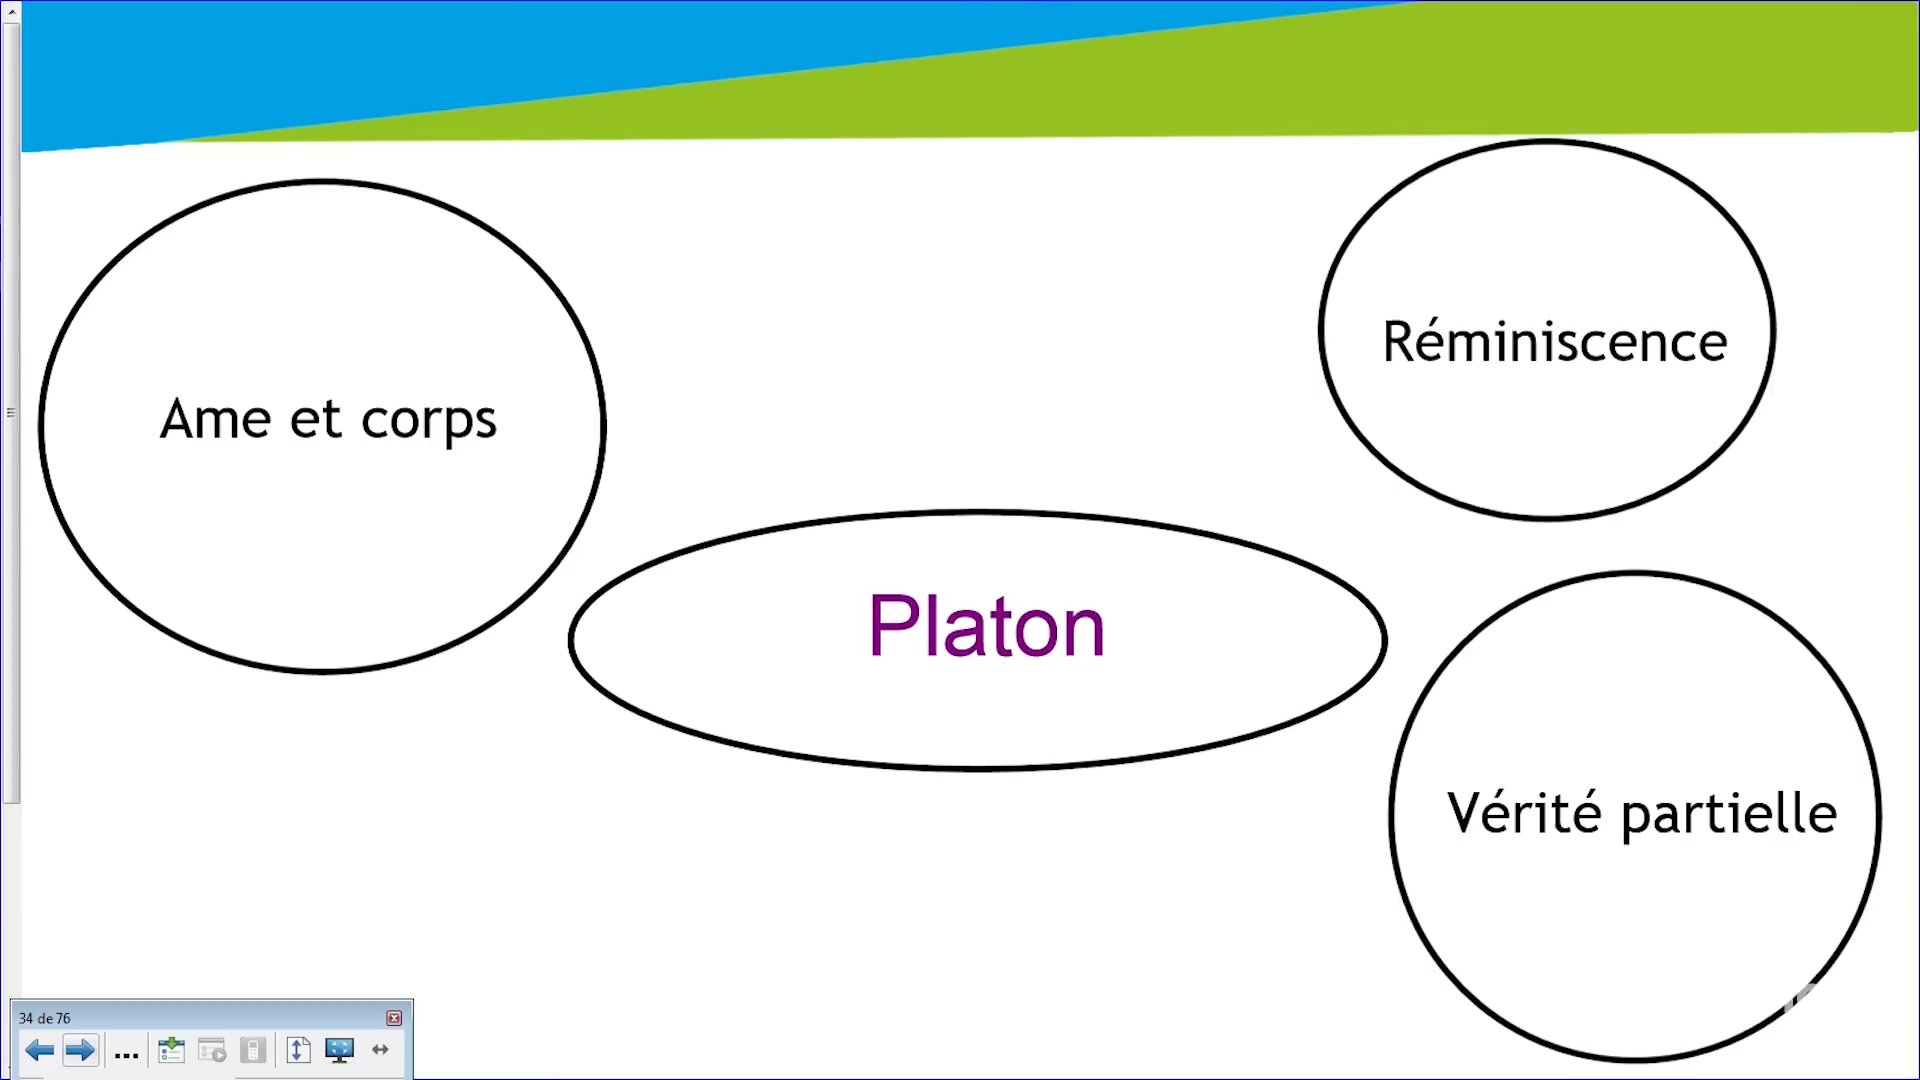 Réminiscence
Ame et corps
Platon
Vérité partielle
34 de 76